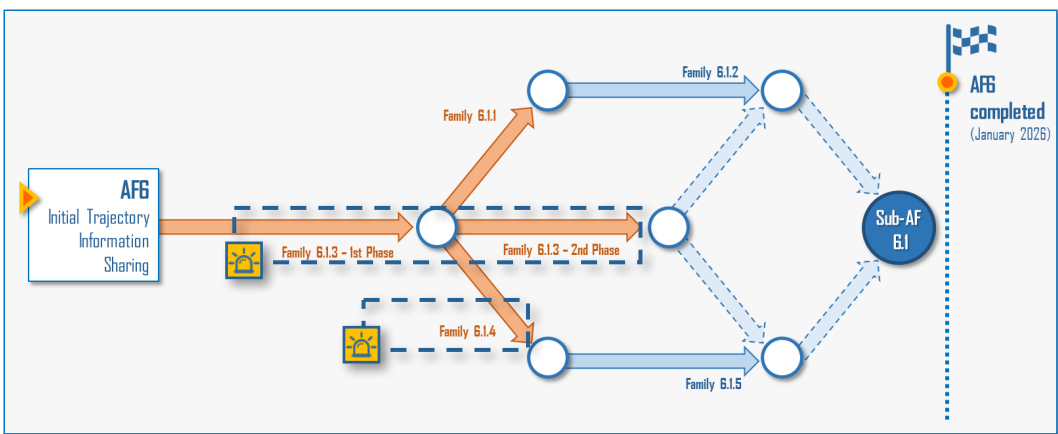 AF6
Initial Trajectory
Information
Sharing
Family 6.1.3 – 1st Phase
Family 6.1.1
Family 6.1.3 – 2nd Phase
Family 6.1.4
Family 6.1.2
Family 6.1.5
Sub-AF
6.1
AF6
completed
(January 2026)